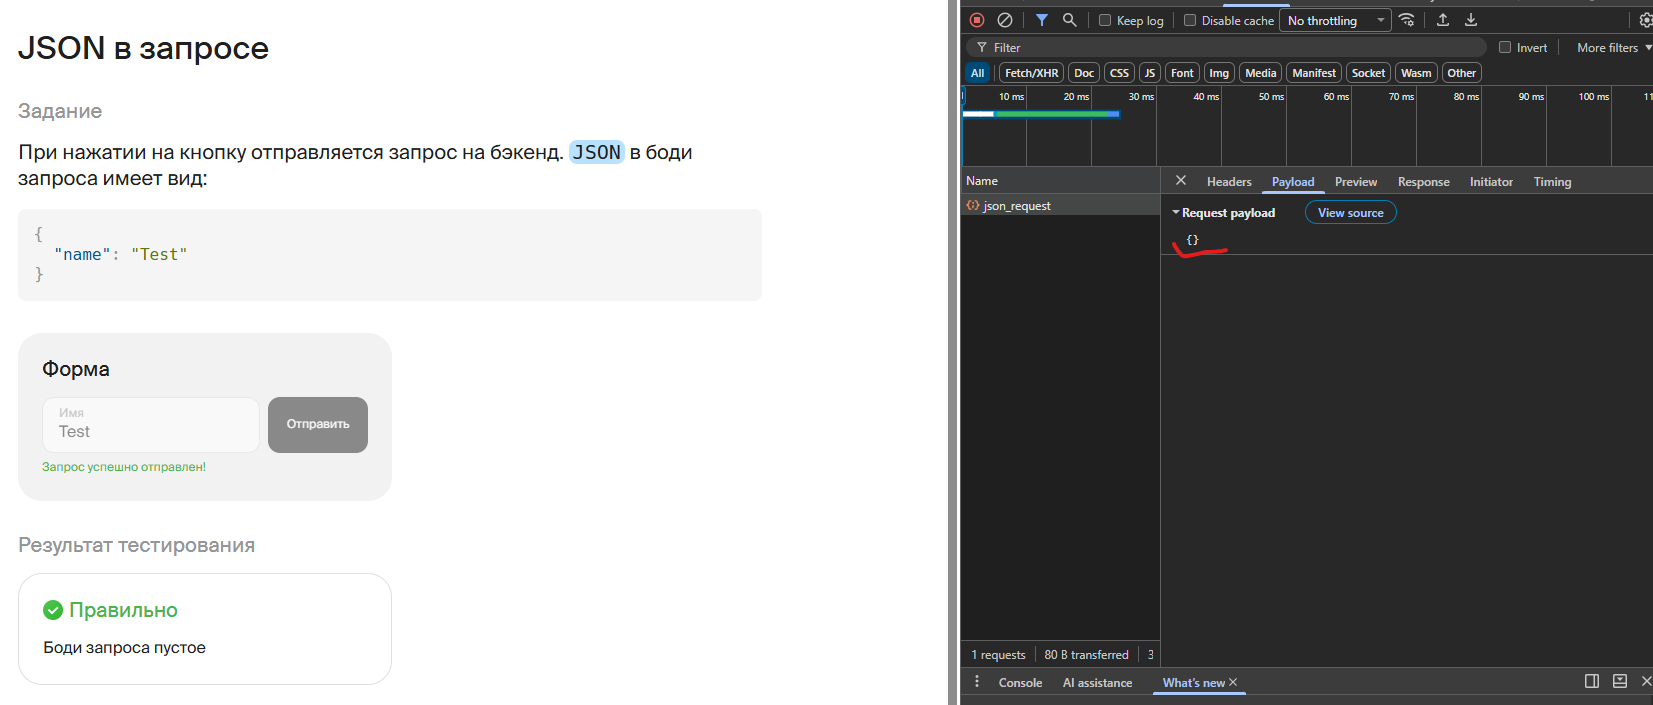 JSON в запросе
Задание
При нажатии на кнопку отправляется запрос на бэкенд. JSON в боди
запроса имеет вид:
{
"name": "Test"
}
Форма
Имя
Test
Отправить
Запрос успешно отправлен!
Результат тестирования
Правильно
Боди запроса пустое
Keep log
Disable cache
No throttling
Filter
Invert
More filters
All Fetch/XHR Doc CSS JS Font Img Media Manifest Socket Wasm Other
10 ms 20 ms 30 ms 40 ms 50 ms 60 ms 70 ms 80 ms 90 ms 100 ms
Name
Headers Payload Preview Response Initiator Timing
json_request
Request payload View source
{}
1 requests 80 B transferred 3
Console AI assistance What's new